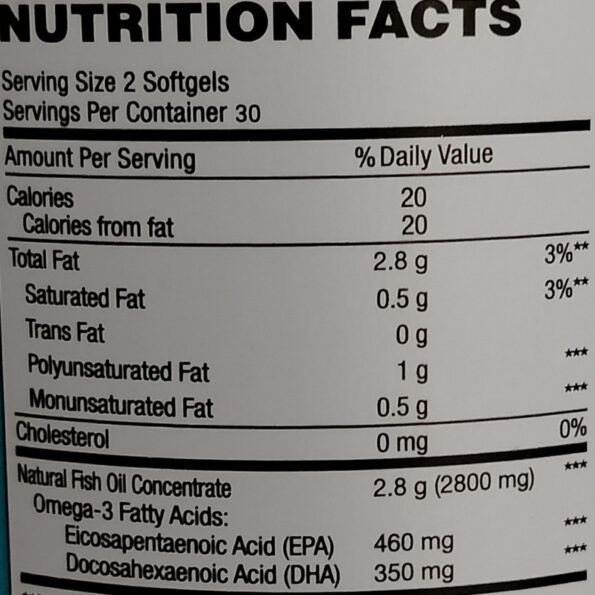 NUTRITION FACTS
Serving Size 2 Softgels
Servings Per Container 30
Amount Per Serving % Daily Value
Calories 20
Calories from fat 20
Total Fat 2.8 g 3%**
Saturated Fat 0.5 g 3%**
Trans Fat 0 g
Polyunsaturated Fat 1 g ***
Monunsaturated Fat 0.5 g ***
Cholesterol 0 mg 0%
Natural Fish Oil Concentrate 2.8 g (2800 mg) ***
Omega-3 Fatty Acids:
Eicosapentaenoic Acid (EPA) 460 mg ***
Docosahexaenoic Acid (DHA) 350 mg ***